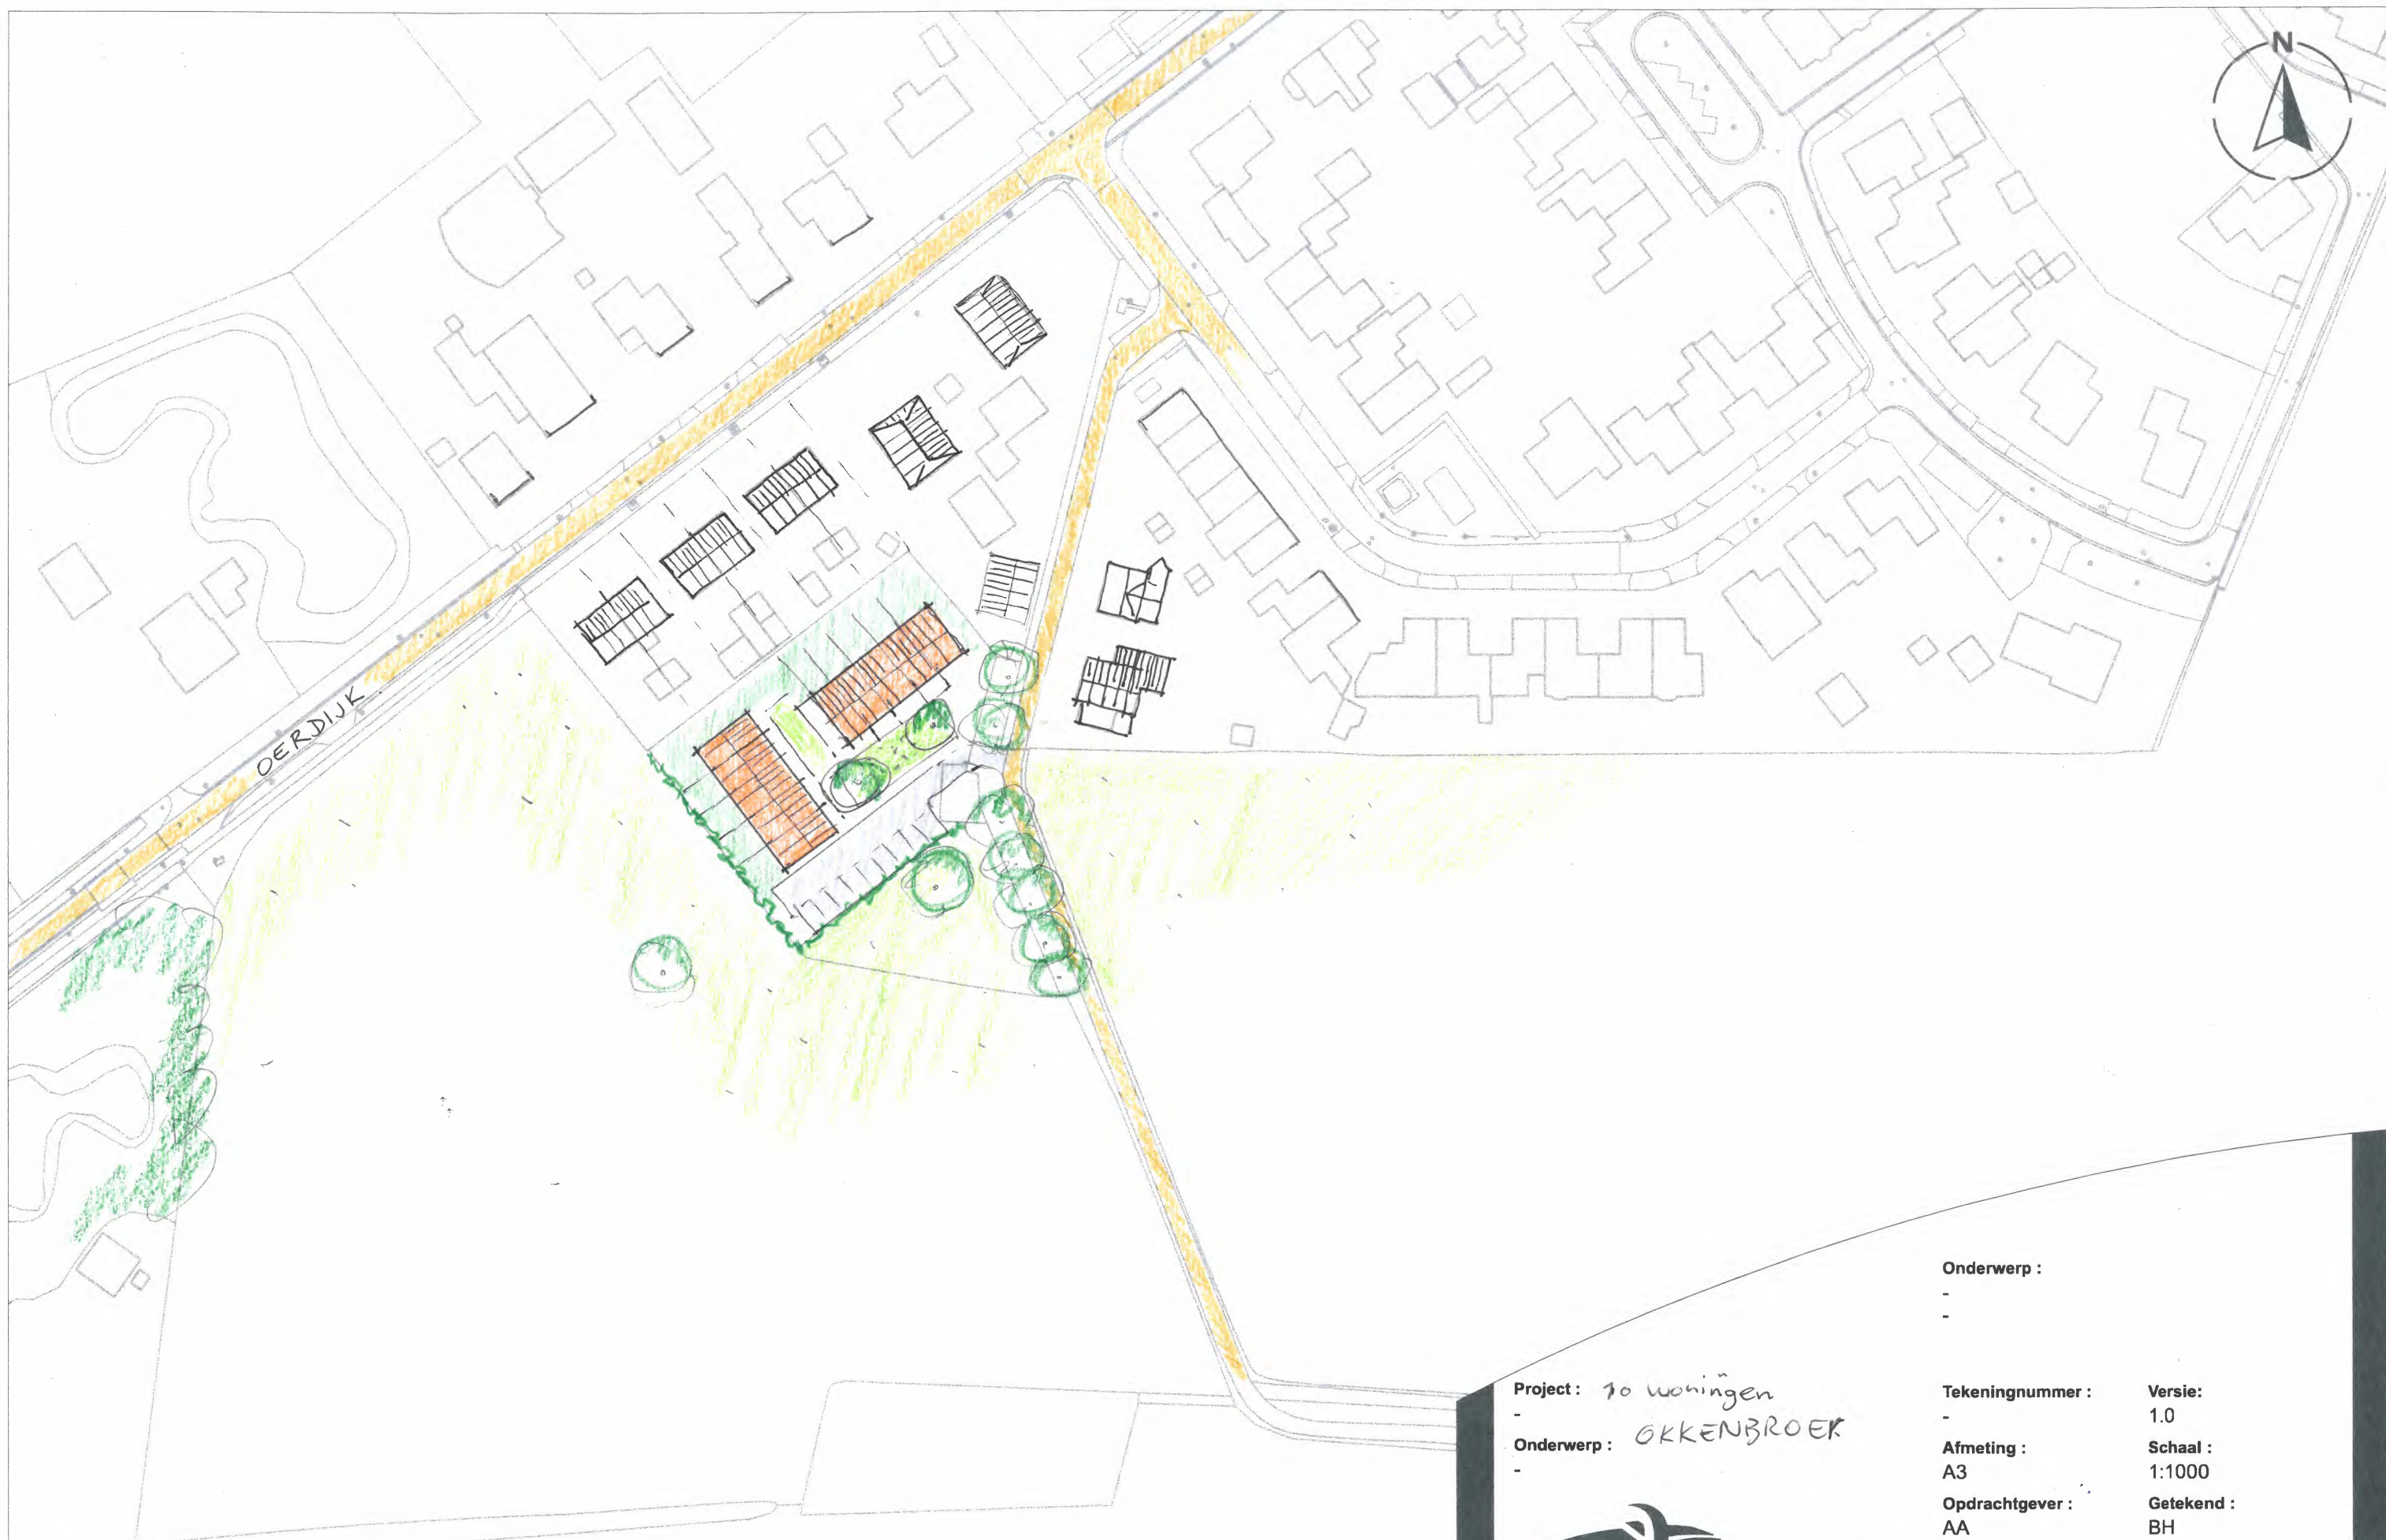 N
OERDIJK
Onderwerp :
-
-
Project : 10 woningen
-
Onderwerp : OKKENBROEK
-
Tekeningnummer :
-
Versie:
1.0
Afmeting :
A3
Schaal :
1:1000
Opdrachtgever :
AA
Getekend :
BH